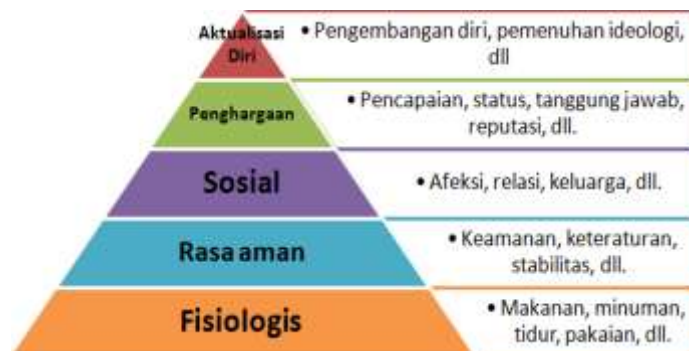 Aktualisasi
Diri
• Pengembangan diri, pemenuhan ideologi,
dll
Penghargaan
• Pencapaian, status, tanggung jawab,
reputasi, dll.
Sosial
• Afeksi, relasi, keluarga, dll.
Rasa aman
• Keamanan, keteraturan,
stabilitas, dll.
Fisiologis
• Makanan, minuman,
tidur, pakaian, dll.